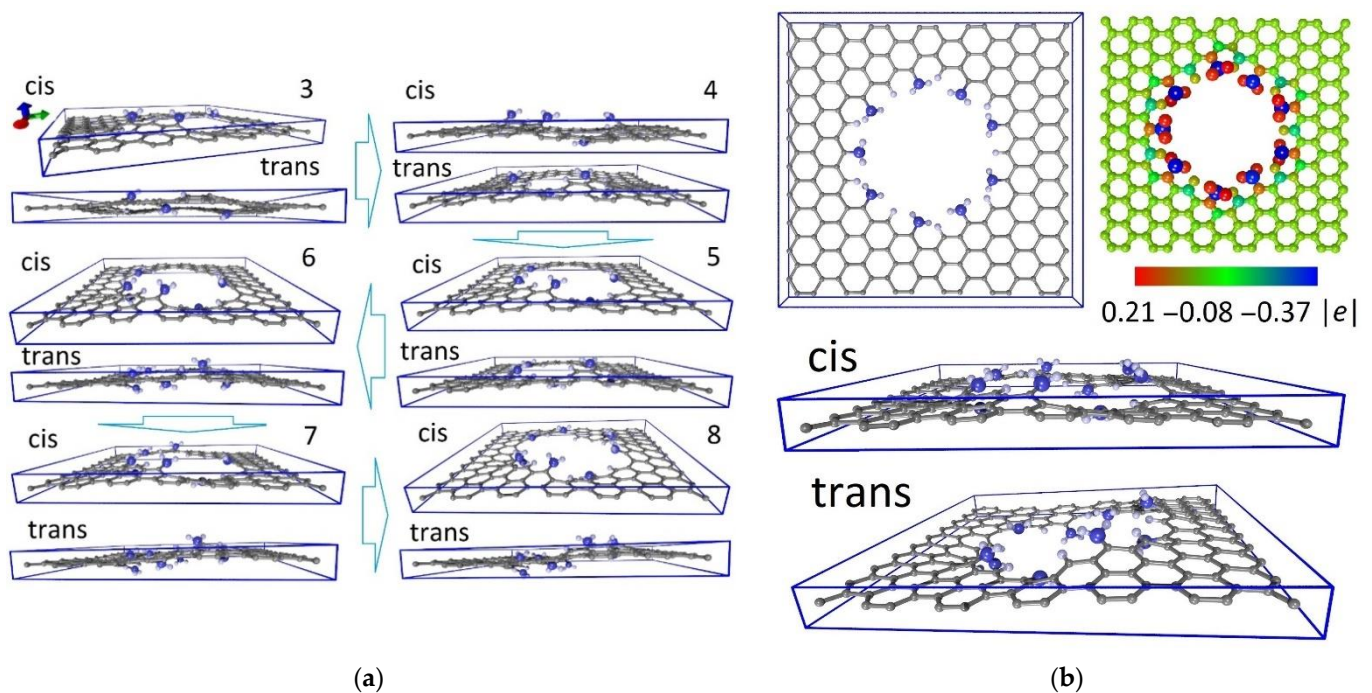 cis
3
trans
cis
4
trans
cis
6
trans
cis
5
trans
cis
7
trans
cis
8
trans
(a)
0.21 −0.08 −0.37 |e|
cis
trans
(b)